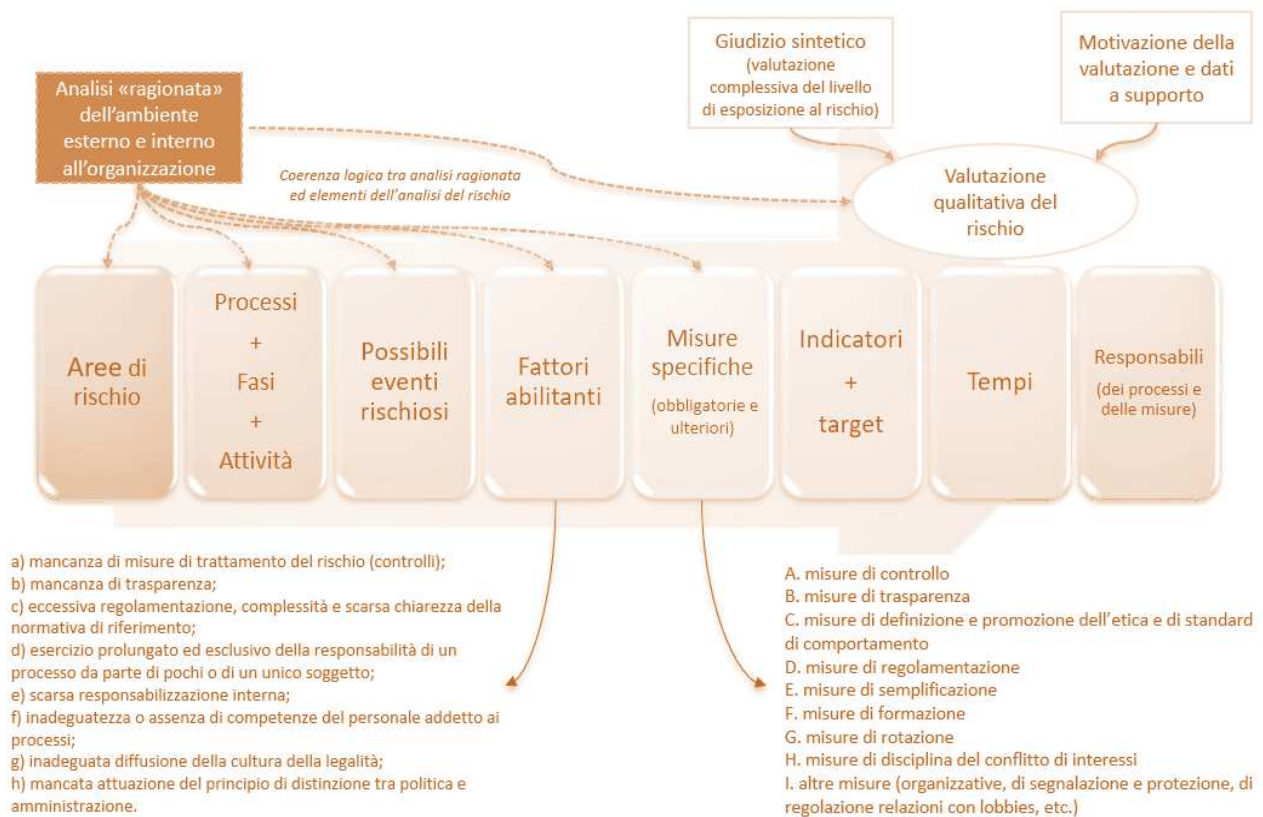 Giudizio sintetico
(valutazione
complessiva del livello
di esposizione al rischio)
Motivazione della
valutazione e dati
a supporto
Analisi «ragionata»
dell'ambiente
esterno e interno
all'organizzazione
Coerenza logica tra analisi ragionata
ed elementi dell'analisi del rischio
Valutazione
qualitativa del
rischio
Aree di
rischio
Processi
+
Fasi
+
Attività
Possibili
eventi
rischiosi
Fattori
abilitanti
Misure
specifiche
(obbligatorie e
ulteriori)
Indicatori
+
target
Tempi
Responsabili
(dei processi e
delle misure)
a) mancanza di misure di trattamento del rischio (controlli);
b) mancanza di trasparenza;
c) eccessiva regolamentazione, complessità e scarsa chiarezza della
normativa di riferimento;
d) esercizio prolungato ed esclusivo della responsabilità di un
processo da parte di pochi o di un unico soggetto;
e) scarsa responsabilizzazione interna;
f) inadeguatezza o assenza di competenze del personale addetto ai
processi;
g) inadeguata diffusione della cultura della legalità;
h) mancata attuazione del principio di distinzione tra politica e
amministrazione.
A. misure di controllo
B. misure di trasparenza
C. misure di definizione e promozione dell'etica e di standard
di comportamento
D. misure di regolamentazione
E. misure di semplificazione
F. misure di formazione
G. misure di rotazione
H. misure di disciplina del conflitto di interessi
I. altre misure (organizzative, di segnalazione e protezione, di
regolazione relazioni con lobbies, etc.)